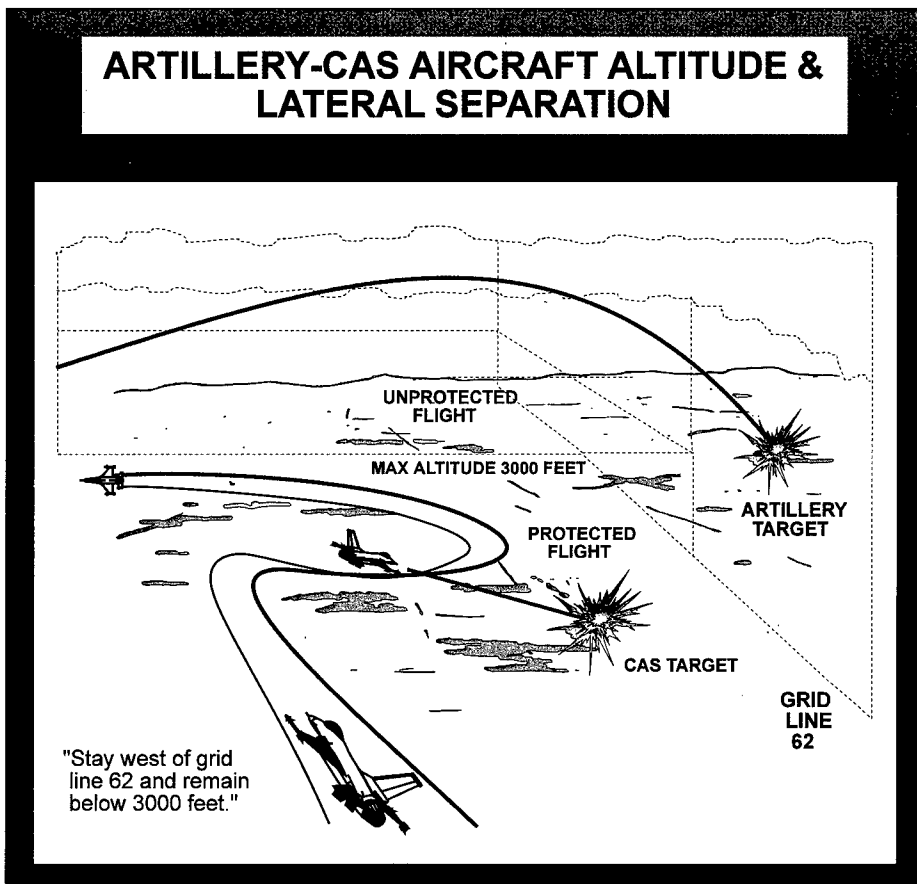 ARTILLERY-CAS AIRCRAFT ALTITUDE &
LATERAL SEPARATION
UNPROTECTED
FLIGHT
MAX ALTITUDE 3000 FEET
ARTILLERY
TARGET
PROTECTED
FLIGHT
CAS TARGET
GRID
LINE
62
"Stay west of grid
line 62 and remain
below 3000 feet."